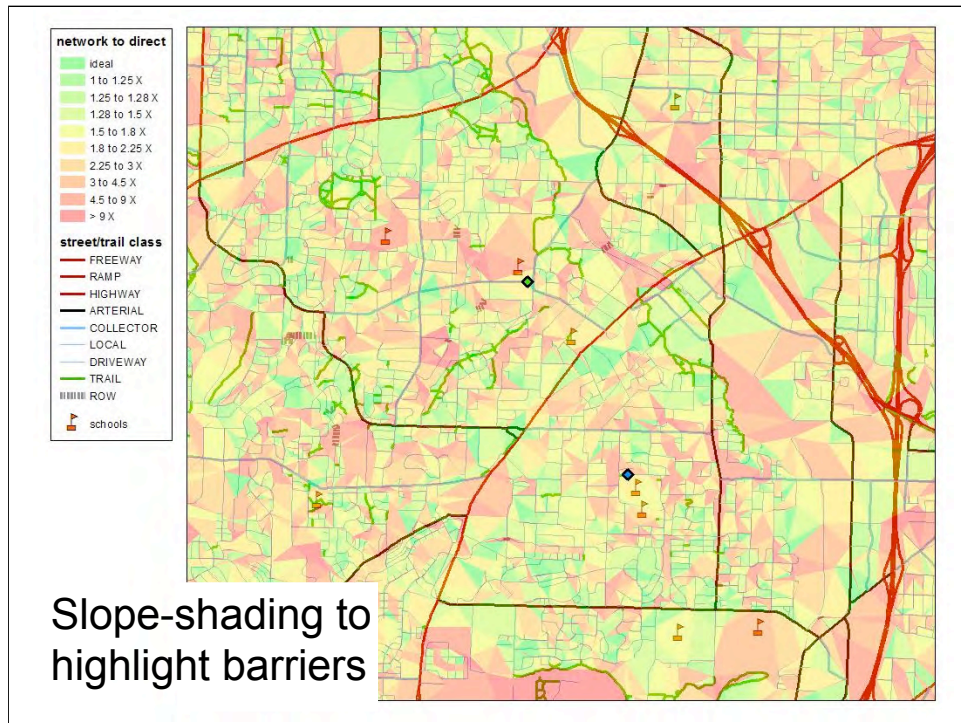 network to direct
ideal
1 to 1.25 X
1.25 to 1.28 X
1.28 to 1.5 X
1.5 to 1.8 X
1.8 to 2.25 X
2.25 to 3 X
3 to 4.5 X
4.5 to 9 X
> 9 X
street/trail class
FREEWAY
RAMP
HIGHWAY
ARTERIAL
COLLECTOR
LOCAL
DRIVEWAY
TRAIL
ROW
schools
Slope-shading to
highlight barriers